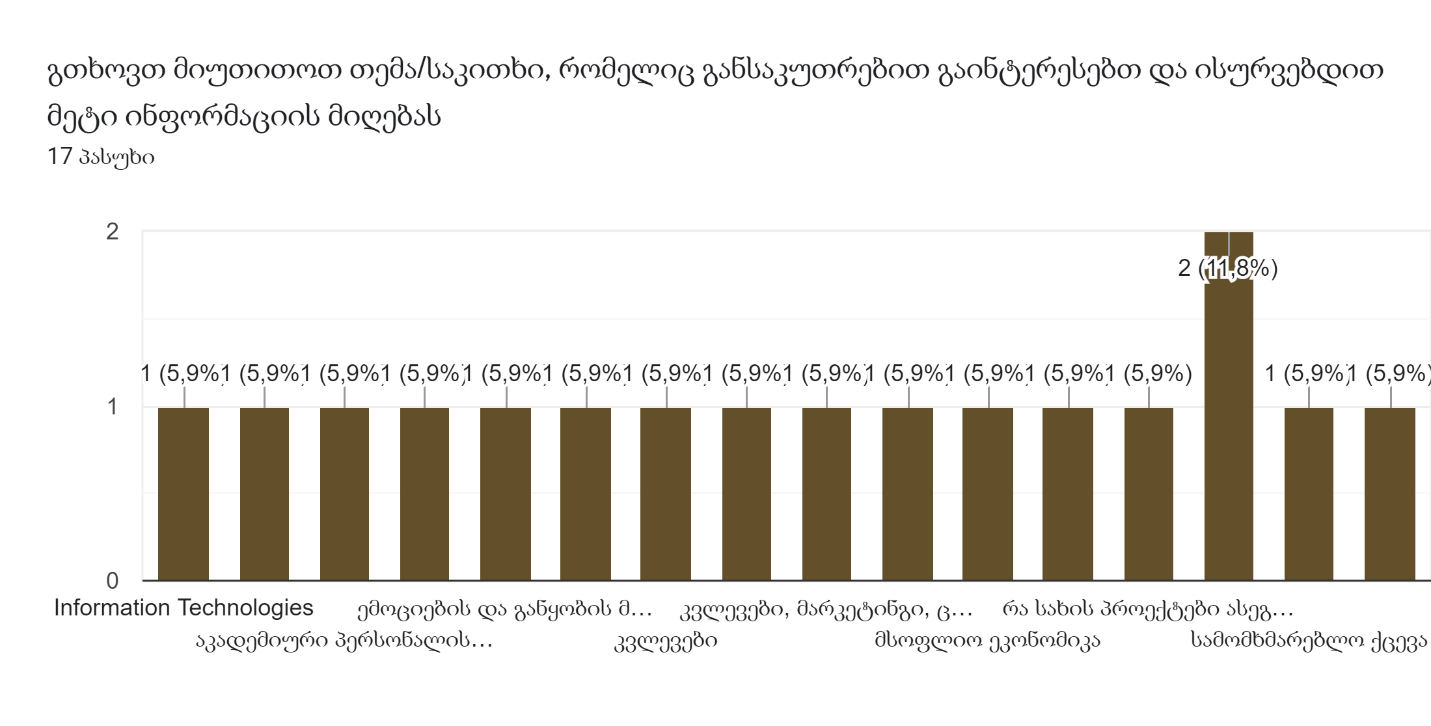 გთხოვთ მიუთითოთ თემა/საკითხი, რომელიც განსაკუთრებით გაინტერესებთ და ისურვებდით
მეტი ინფორმაციის მიღებას
17 პასუხი
2
2 (11,8%)
1 (5,9%) 1 (5,9%) 1 (5,9%) 1 (5,9%) 1 (5,9%) 1 (5,9%) 1 (5,9%) 1 (5,9%) 1 (5,9%) 1 (5,9%) 1 (5,9%) 1 (5,9%) 1 (5,9%) 1 (5,9%) 1 (5,9%)
1
0
Information Technologies ემოციების და განყობის მ… კვლევები, მარკეტინგი, ც… რა სახის პროექტები ასეგ…
აკადემიური პერსონალის… კვლევები მსოფლიო ეკონომიკა სამომხმარებლო ქცევა